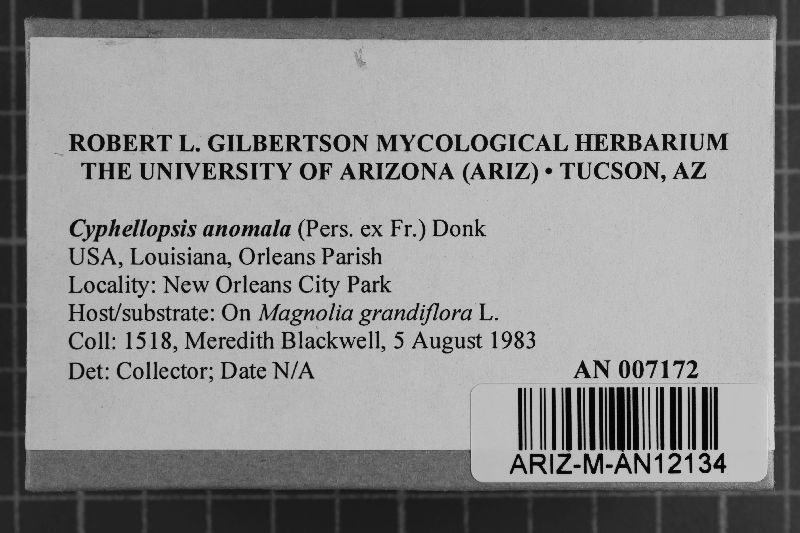 ROBERT L. GILBERTSON MYCOLOGICAL HERBARIUM
THE UNIVERSITY OF ARIZONA (ARIZ) • TUCSON, AZ
Cyphellopsis anomala (Pers. ex Fr.) Donk
USA, Louisiana, Orleans Parish
Locality: New Orleans City Park
Host/substrate: On Magnolia grandiflora L.
Coll: 1518, Meredith Blackwell, 5 August 1983
Det: Collector; Date N/A
AN 007172
ARIZ-M-AN12134